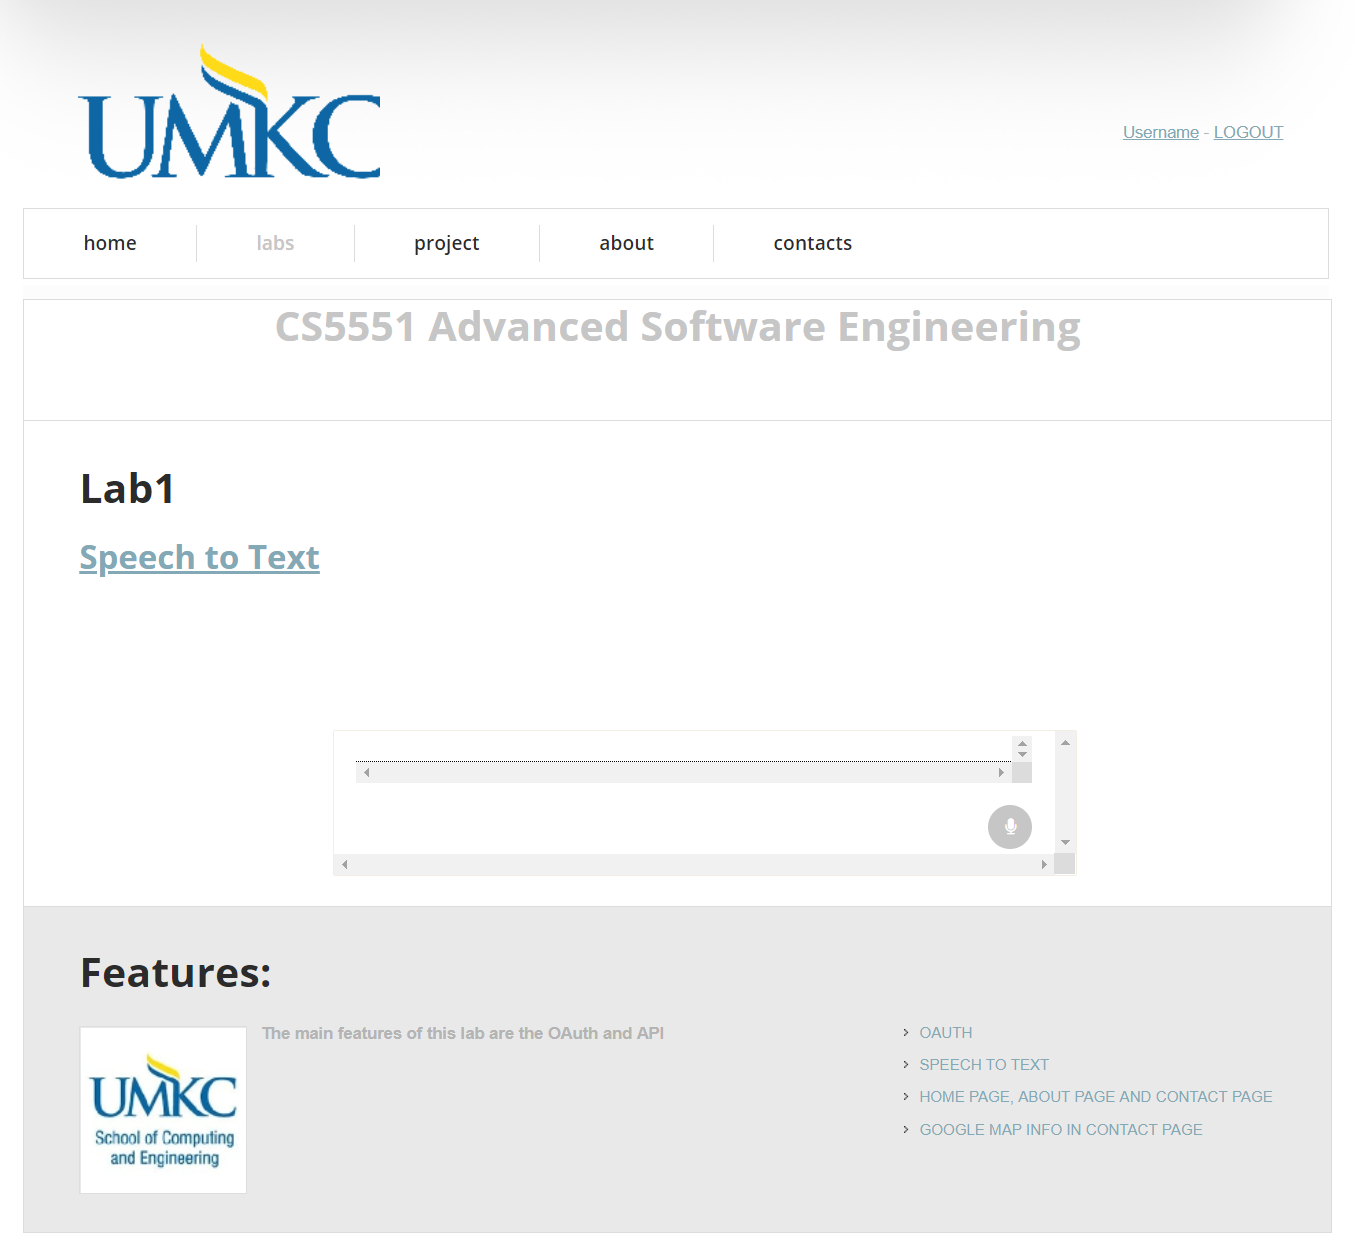 UMKC
Username - LOGOUT
home labs project about contacts
CS5551 Advanced Software Engineering
Lab1
Speech to Text
Features:
UMKC
School of Computing
and Engineering
The main features of this lab are the OAuth and API
OAUTH
SPEECH TO TEXT
HOME PAGE, ABOUT PAGE AND CONTACT PAGE
GOOGLE MAP INFO IN CONTACT PAGE